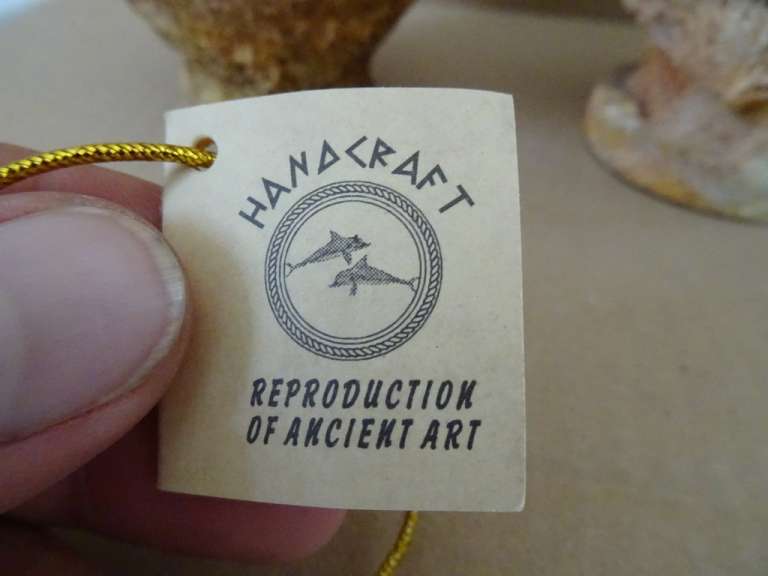 HANDCRAFT
REPRODUCTION
OF ANCIENT ART